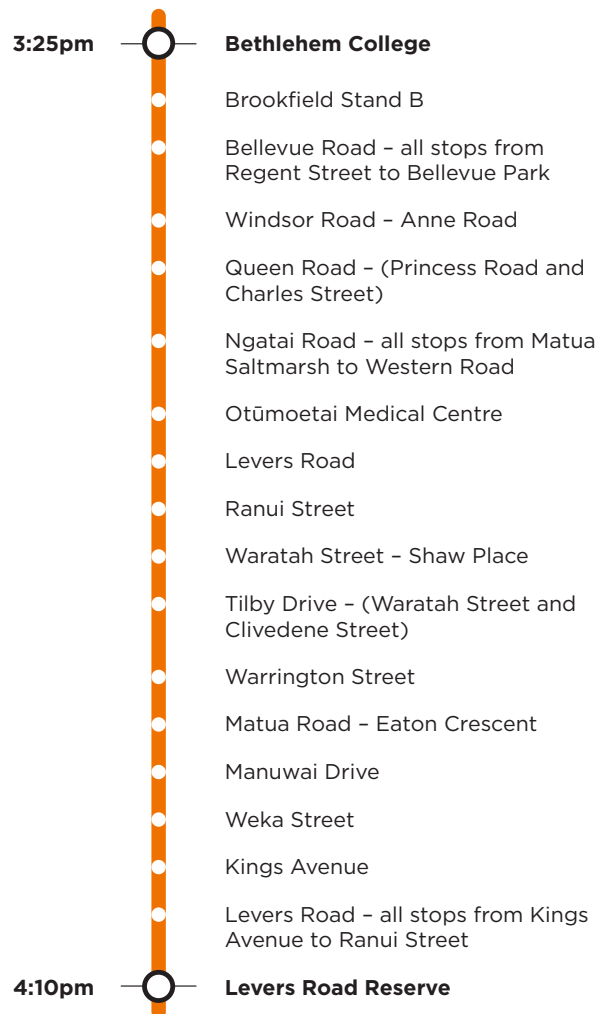 3:25pm Bethlehem College
Brookfield Stand B
Bellevue Road – all stops from
Regent Street to Bellevue Park
Windsor Road – Anne Road
Queen Road – (Princess Road and
Charles Street)
Ngatai Road – all stops from Matua
Saltmarsh to Western Road
Otūmoetai Medical Centre
Levers Road
Ranui Street
Waratah Street – Shaw Place
Tilby Drive – (Waratah Street and
Clivedene Street)
Warrington Street
Matua Road – Eaton Crescent
Manuwai Drive
Weka Street
Kings Avenue
Levers Road – all stops from Kings
Avenue to Ranui Street
4:10pm Levers Road Reserve